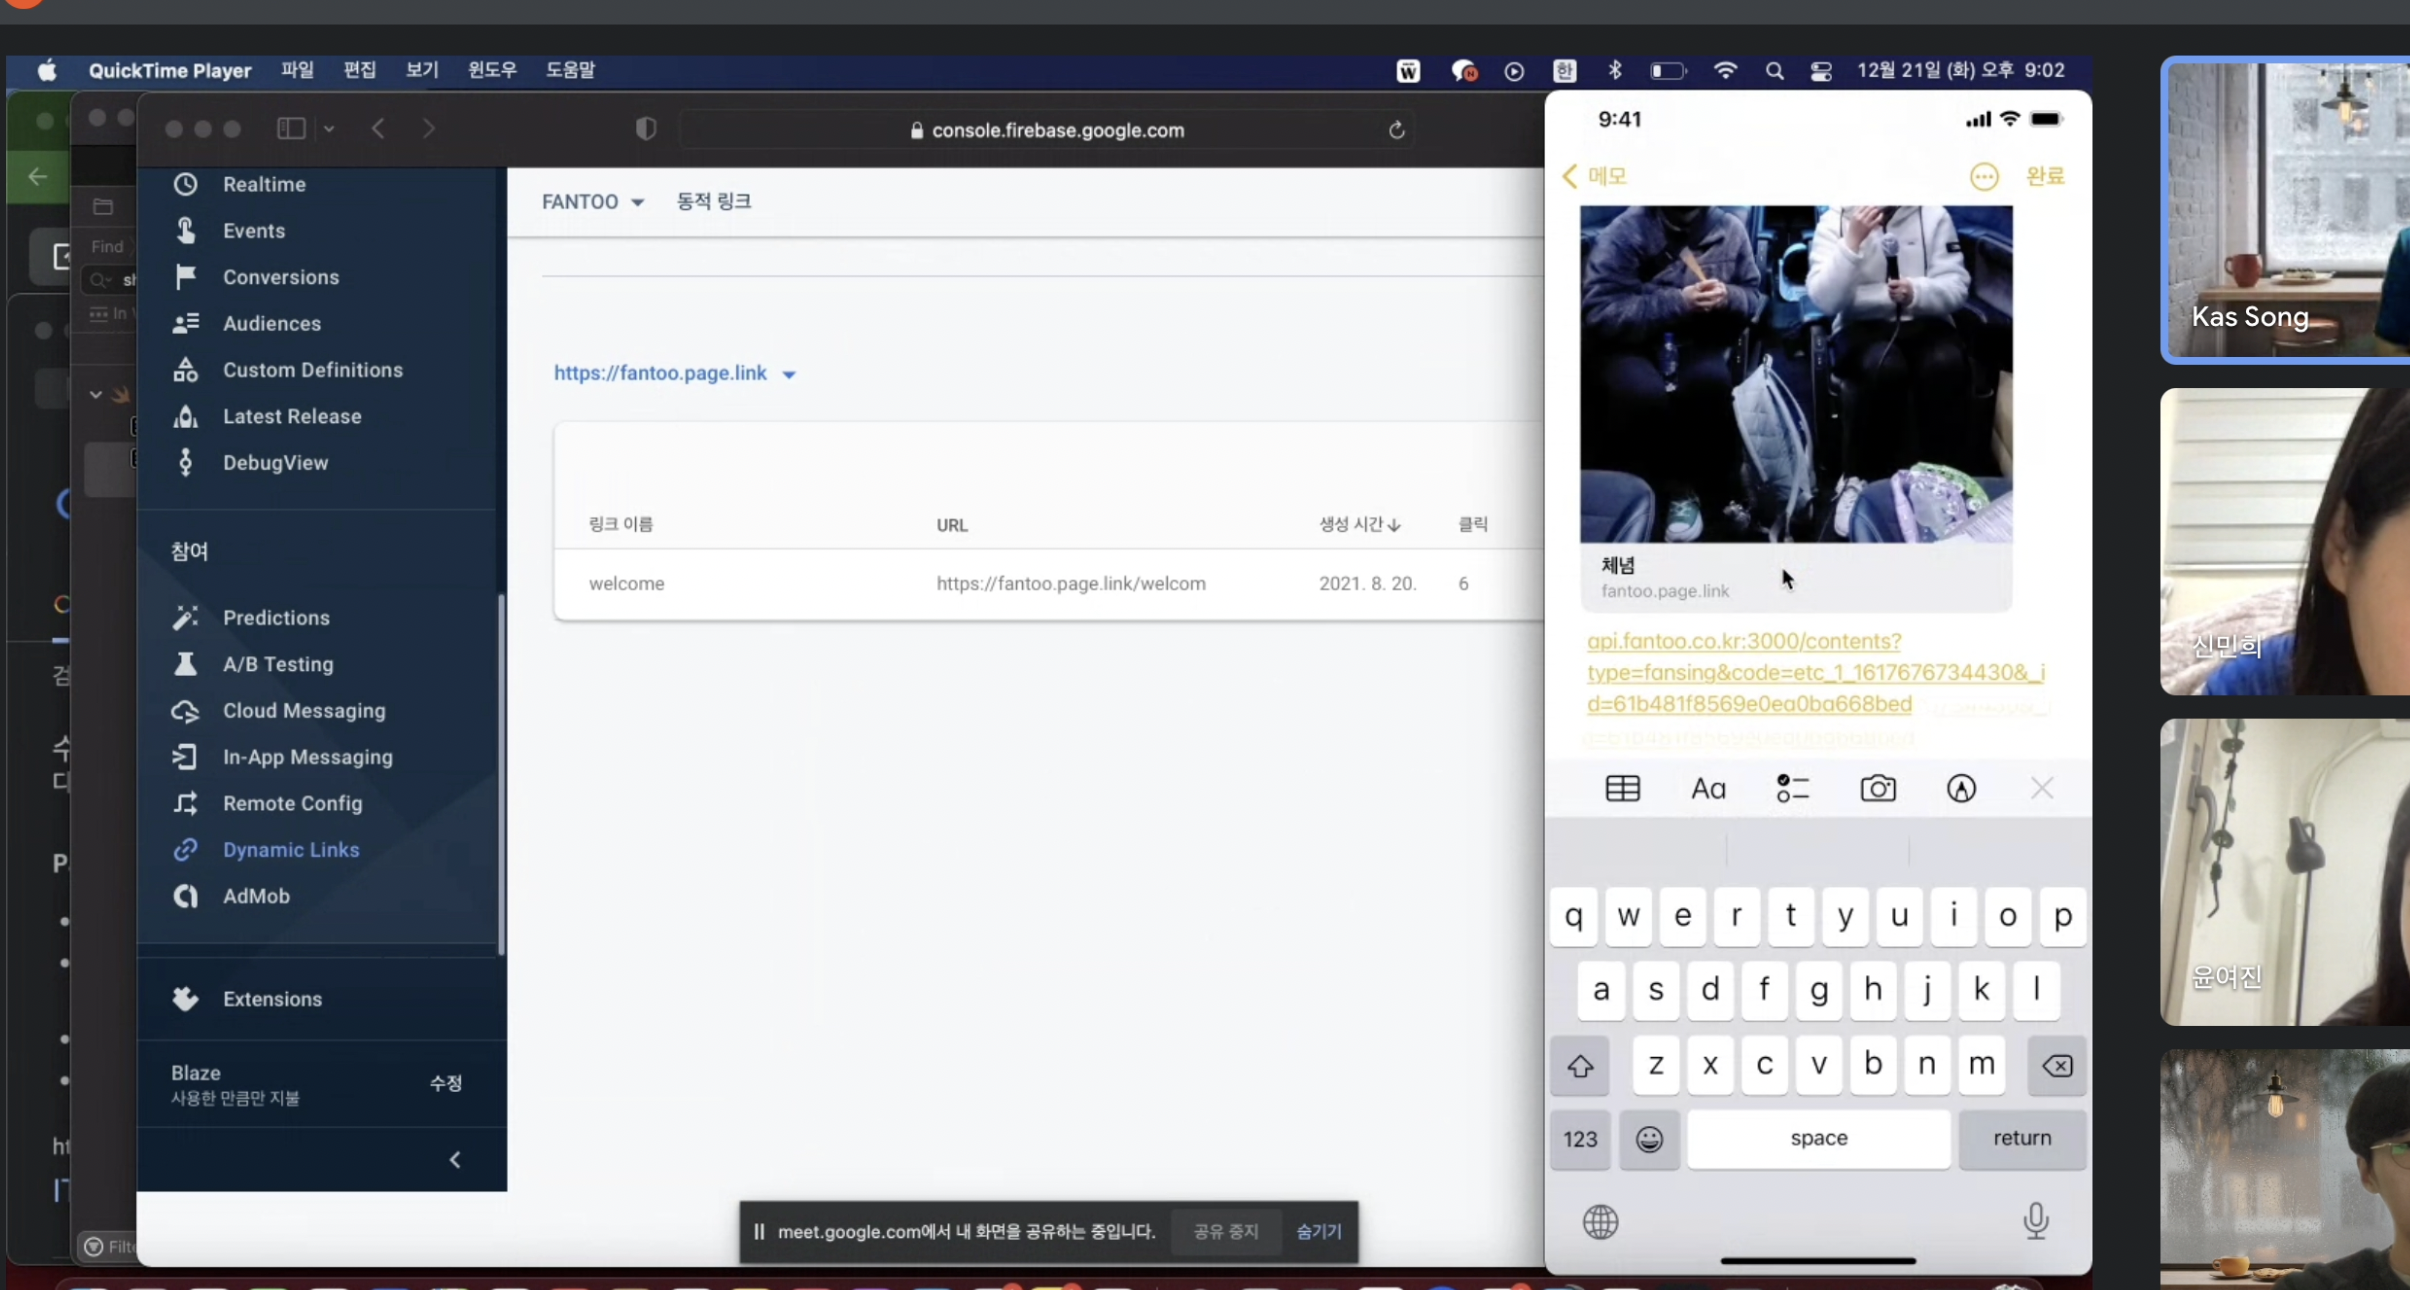 QuickTime Player 파일 편집 보기 윈도우 도움말
12월 21일 (화) 오후 9:02
console.firebase.google.com
Find
In
Realtime
Events
Conversions
Audiences
Custom Definitions
Latest Release
DebugView
참여
Predictions
A/B Testing
Cloud Messaging
In-App Messaging
Remote Config
Dynamic Links
AdMob
Extensions
Blaze
사용한 만큼만 지불
수정
FANTOO 동적 링크
https://fantoo.page.link
링크 이름 URL 생성 시간 클릭
welcome https://fantoo.page.link/welcom 2021. 8. 20. 6
meet.google.com에서 내 화면을 공유하는 중입니다. 공유 중지 숨기기
9:41
메모 완료
체념
fantoo.page.link
api.fantoo.co.kr:3000/contents?
type=fansing&code=etc_1_1617676734430&_i
d=61b481f8569e0ea0ba668bed
Aa
q w e r t y u i o p
a s d f g h j k l
z x c v b n m
123 space return
Kas Song
신민희
윤여진